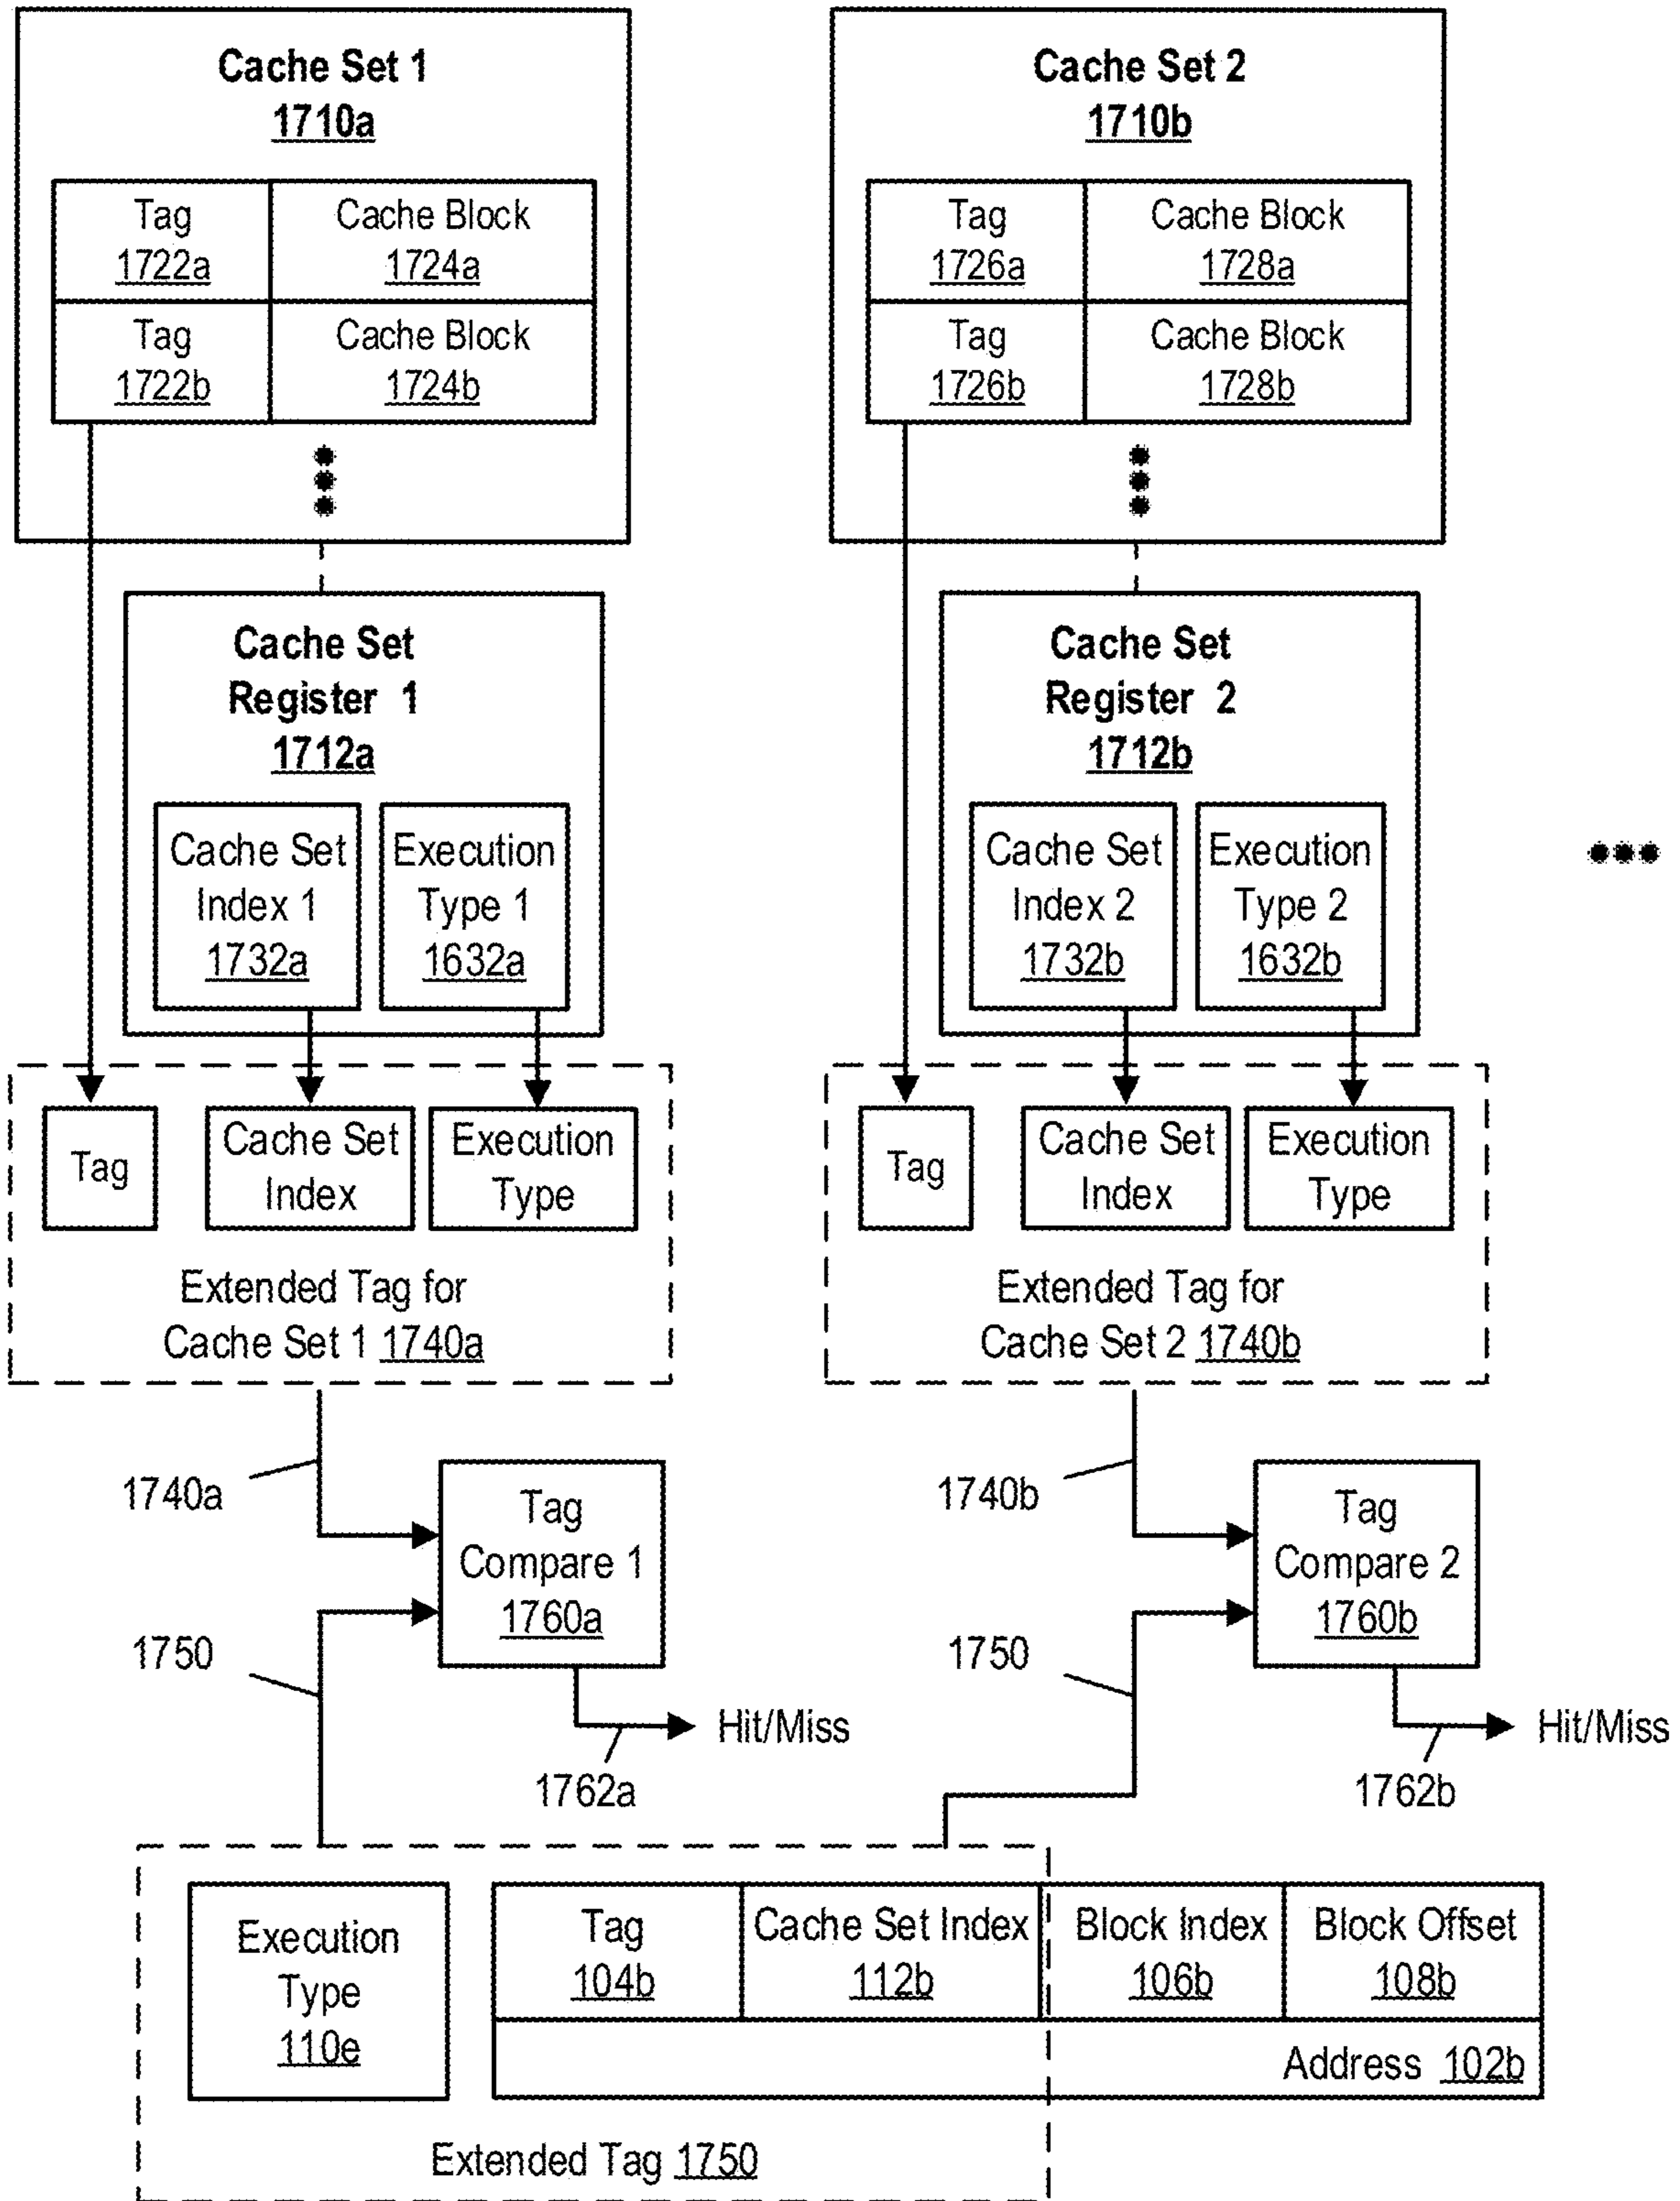 Cache Set 1
1710a
Tag
1722a
Cache Block
1724a
Tag
1722b
Cache Block
1724b
Cache Set 2
1710b
Tag
1726a
Cache Block
1728a
Tag
1726b
Cache Block
1728b
Cache Set
Register 1
1712a
Cache Set
Index 1
1732a
Execution
Type 1
1632a
Cache Set
Register 2
1712b
Cache Set
Index 2
1732b
Execution
Type 2
1632b
Tag
Cache Set
Index
Execution
Type
Extended Tag for
Cache Set 1 1740a
Tag
Cache Set
Index
Execution
Type
Extended Tag for
Cache Set 2 1740b
1740a
Tag
Compare 1
1760a
1750
Hit/Miss
1762a
1740b
Tag
Compare 2
1760b
1750
Hit/Miss
1762b
Execution
Type
110e
Tag
104b
Cache Set Index
112b
Block Index
106b
Block Offset
108b
Address 102b
Extended Tag 1750